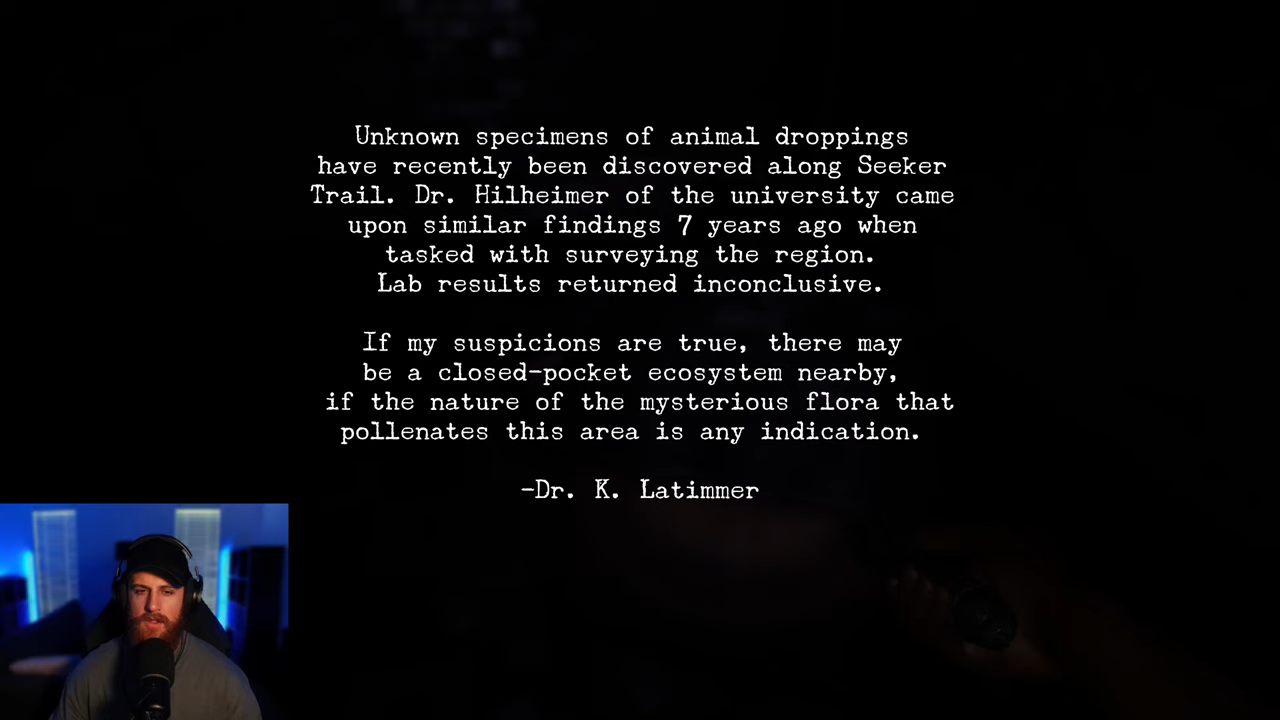 Unknown specimens of animal droppings
have recently been discovered along Seeker
Trail. Dr. Hilheimer of the university came
upon similar findings 7 years ago when
tasked with surveying the region.
Lab results returned inconclusive.
If my suspicions are true, there may
be a closed-pocket ecosystem nearby,
if the nature of the mysterious flora that
pollenates this area is any indication.
-Dr. K. Latimmer